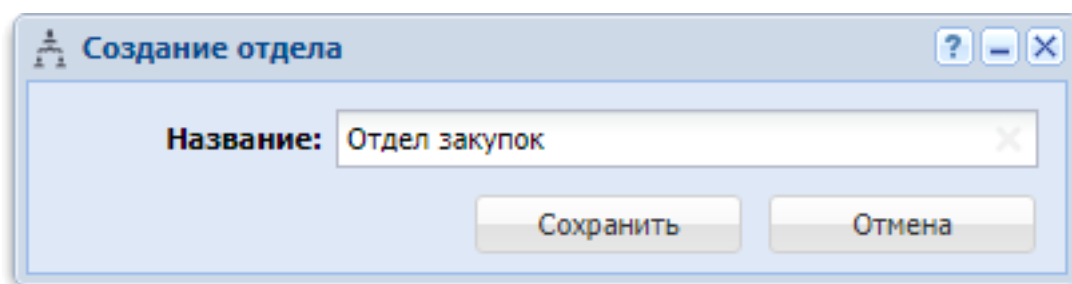 Создание отдела
Название: Отдел закупок
Сохранить Отмена